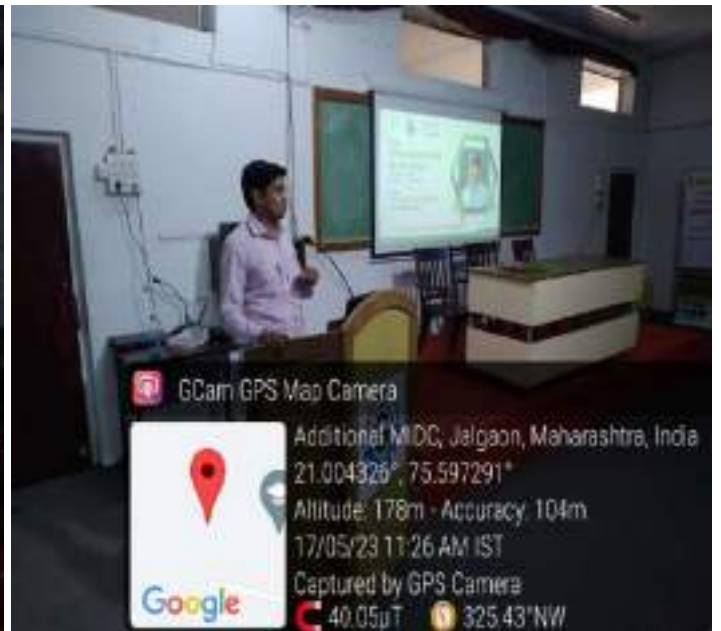 GCam GPS Map Camera
Additional MIDC, Jalgaon, Maharashtra, India
21.004326°, 75.597291°
Altitude: 178m - Accuracy: 104m
17/05/23 11:26 AM IST
Captured by GPS Camera
Google
40.05µT 325.43°NW